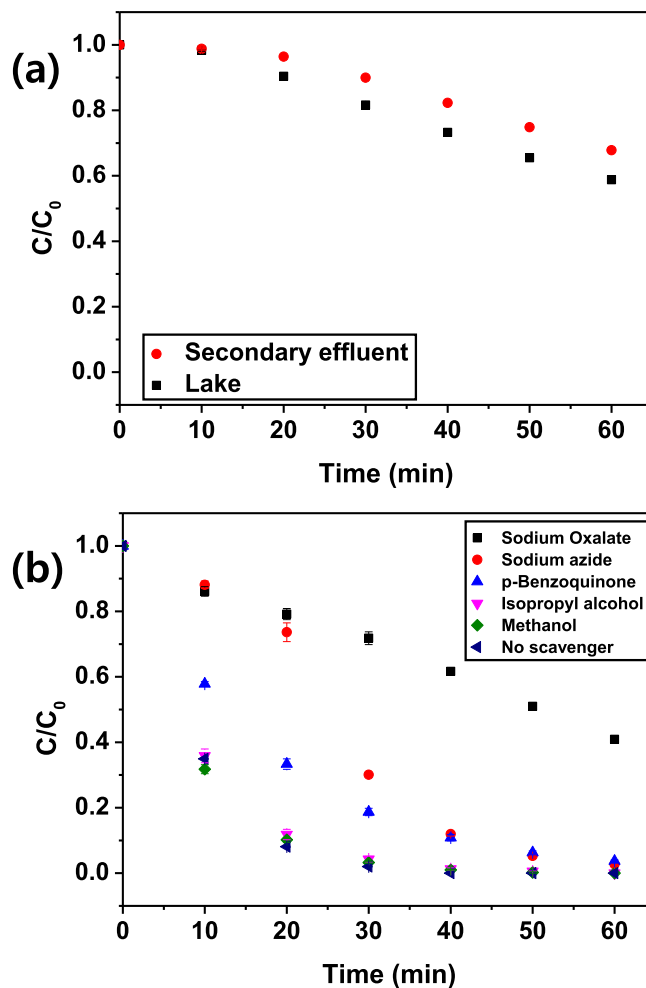 (a)
C/C0
1.0
0.8
0.6
0.4
0.2
0.0
Secondary effluent
Lake
0 10 20 30 40 50 60
Time (min)
(b)
C/C0
1.0
0.8
0.6
0.4
0.2
0.0
Sodium Oxalate
Sodium azide
p-Benzoquinone
Isopropyl alcohol
Methanol
No scavenger
0 10 20 30 40 50 60
Time (min)